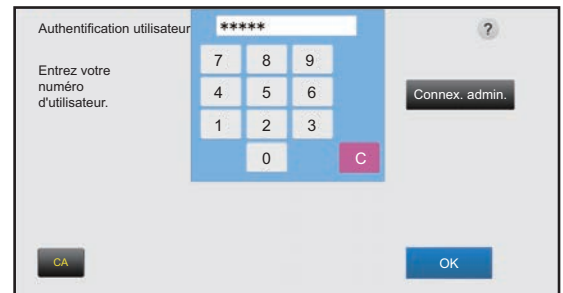 Authentification utilisateur
*****
?
Entrez votre
numéro
d'utilisateur.
7 8 9
4 5 6
1 2 3
0 C
Connex. admin.
CA
OK